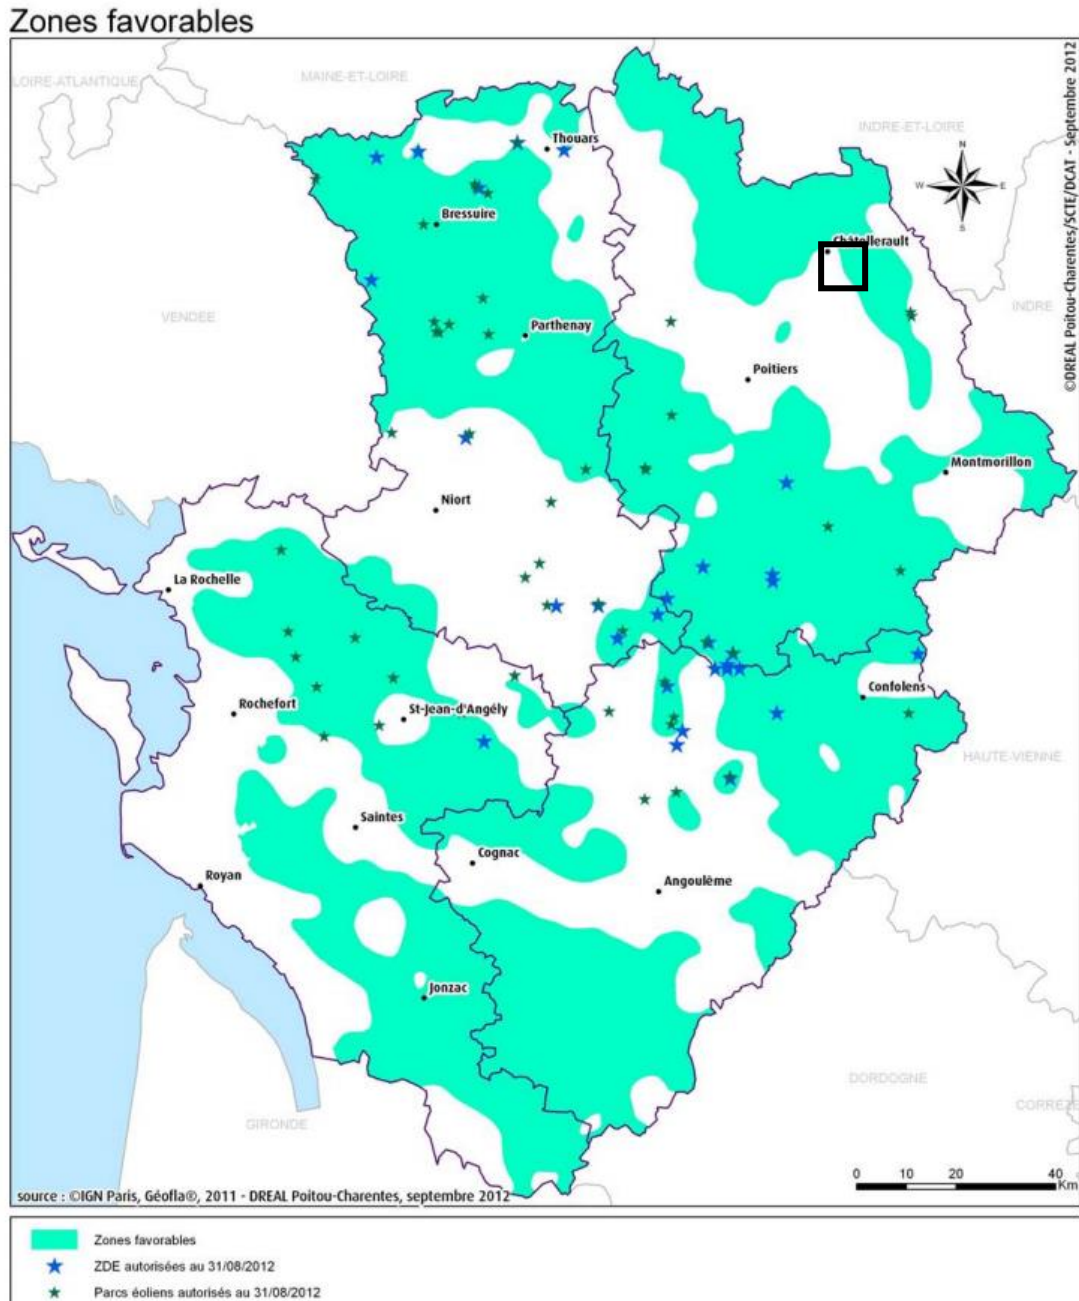 Zones favorables
LOIRE-ATLANTIQUE
MAINE-ET-LOIRE
INDRE-ET-LOIRE
©DREAL Poitou-Charentes/SCTE/DCAT - Septembre 2012
Thouars
N
W
E
S
Bressuire
Châtellerault
INDRE
VENDEE
Parthenay
Poitiers
Montmorillon
Niort
La Rochelle
Confolens
Rochefort
St-Jean-d'Angély
HAUTE-VIENNE
Saintes
Cognac
Royan
Angoulême
Jonzac
DORDOGNE
CORREZE
GIRONDE
0 10 20 40
Km
source : ©IGN Paris, Géofla®, 2011 - DREAL Poitou-Charentes, septembre 2012
Zones favorables
ZDE autorisées au 31/08/2012
Parcs éoliens autorisés au 31/08/2012